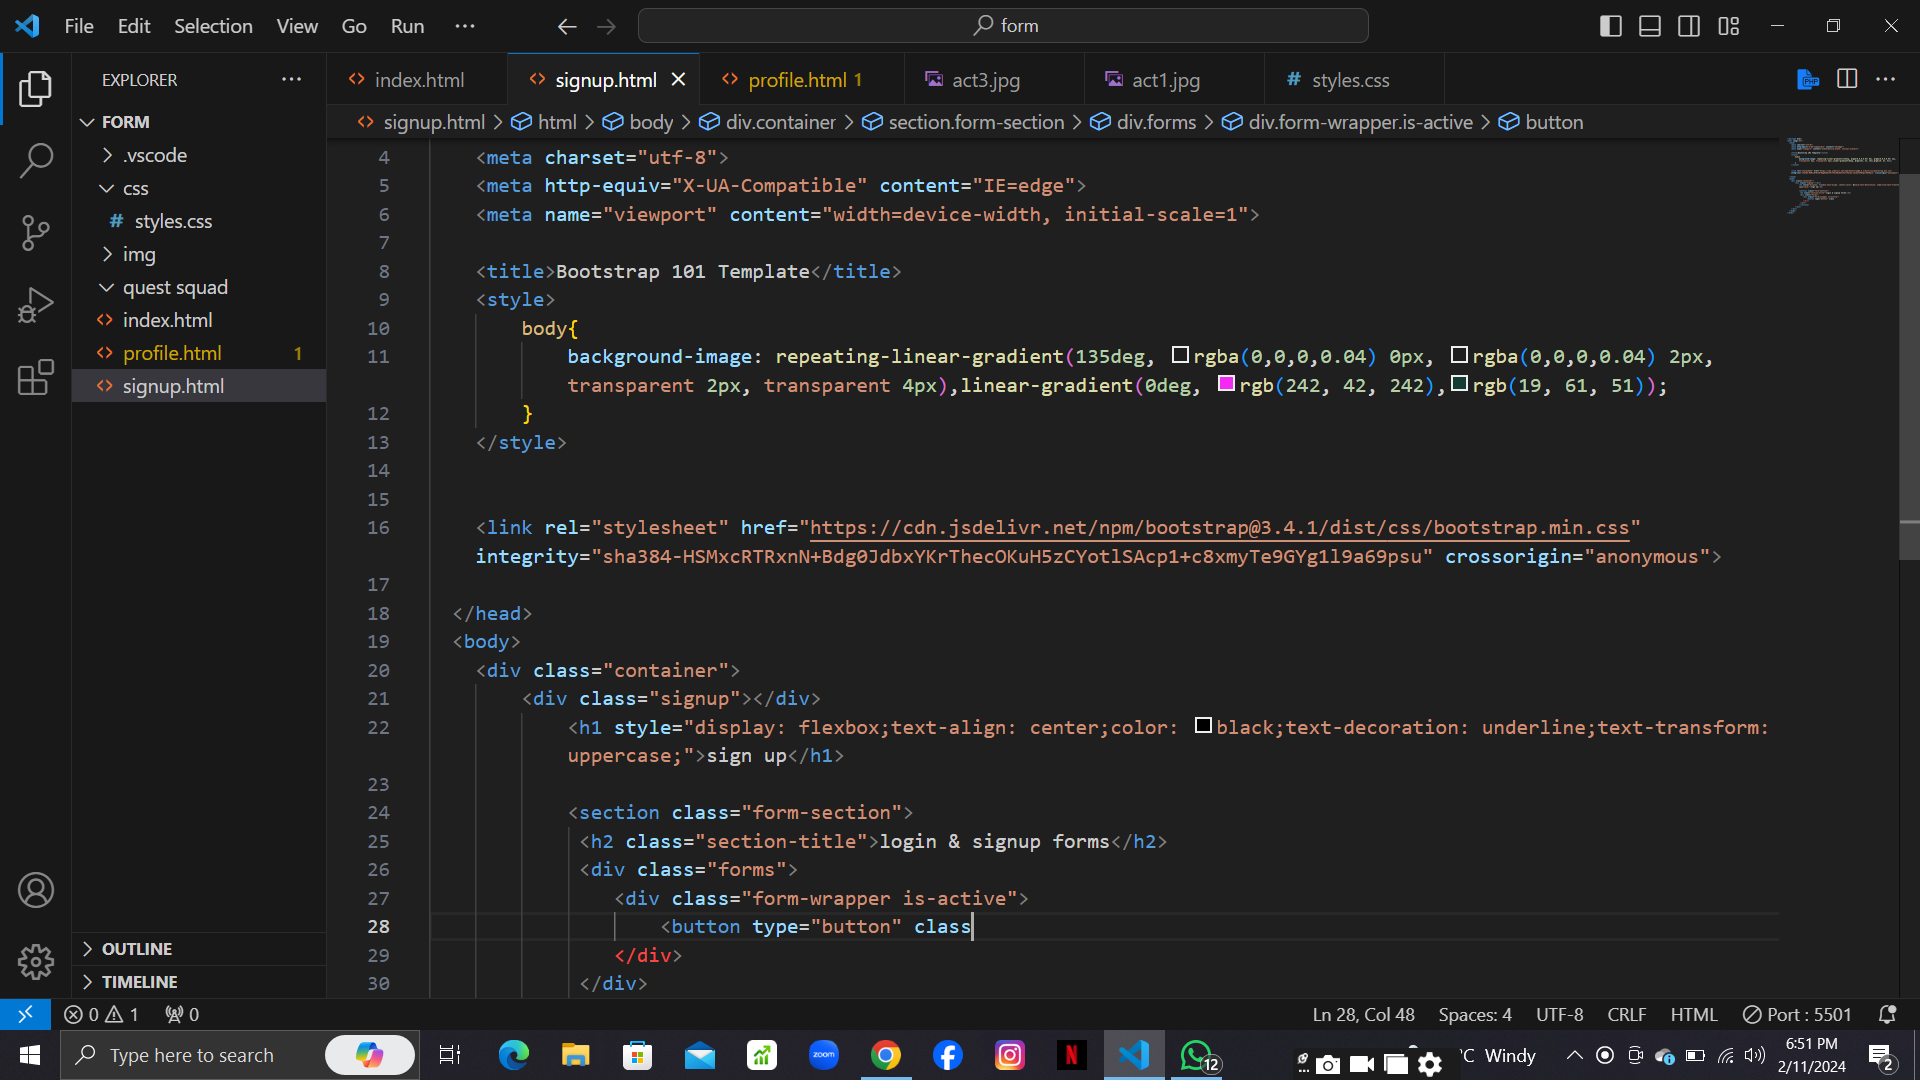 File Edit Selection View Go Run ··· form
EXPLORER ···
index.html signup.html profile.html 1 act3.jpg act1.jpg # styles.css ···
FORM
.vscode
css
# styles.css
img
quest squad
index.html
profile.html 1
signup.html
OUTLINE
TIMELINE
signup.html > html > body > div.container > section.form-section > div.forms > div.form-wrapper.is-active > button
4 <meta charset="utf-8">
5 <meta http-equiv="X-UA-Compatible" content="IE=edge">
6 <meta name="viewport" content="width=device-width, initial-scale=1">
7
8 <title>Bootstrap 101 Template</title>
9 <style>
10 body{
11 background-image: repeating-linear-gradient(135deg, rgba(0,0,0,0.04) 0px, rgba(0,0,0,0.04) 2px,
transparent 2px, transparent 4px),linear-gradient(0deg, rgb(242, 42, 242),rgb(19, 61, 51));
12 }
13 </style>
14
15
16 <link rel="stylesheet" href="https://cdn.jsdelivr.net/npm/bootstrap@3.4.1/dist/css/bootstrap.min.css"
integrity="sha384-HSMxcRTRxnN+Bdg0JdbxYKrThecOKuH5zCYotlSAcp1+c8xmyTe9GYg1l9a69psu" crossorigin="anonymous">
17
18 </head>
19 <body>
20 <div class="container">
21 <div class="signup"></div>
22 <h1 style="display: flexbox;text-align: center;color: black;text-decoration: underline;text-transform:
uppercase;">sign up</h1>
23
24 <section class="form-section">
25 <h2 class="section-title">login & signup forms</h2>
26 <div class="forms">
27 <div class="form-wrapper is-active">
28 <button type="button" class
29 </div>
30 </div>
0 1 0 Ln 28, Col 48 Spaces: 4 UTF-8 CRLF HTML Port : 5501
Type here to search zoom N 12 C Windy 6:51 PM
2/11/2024 2